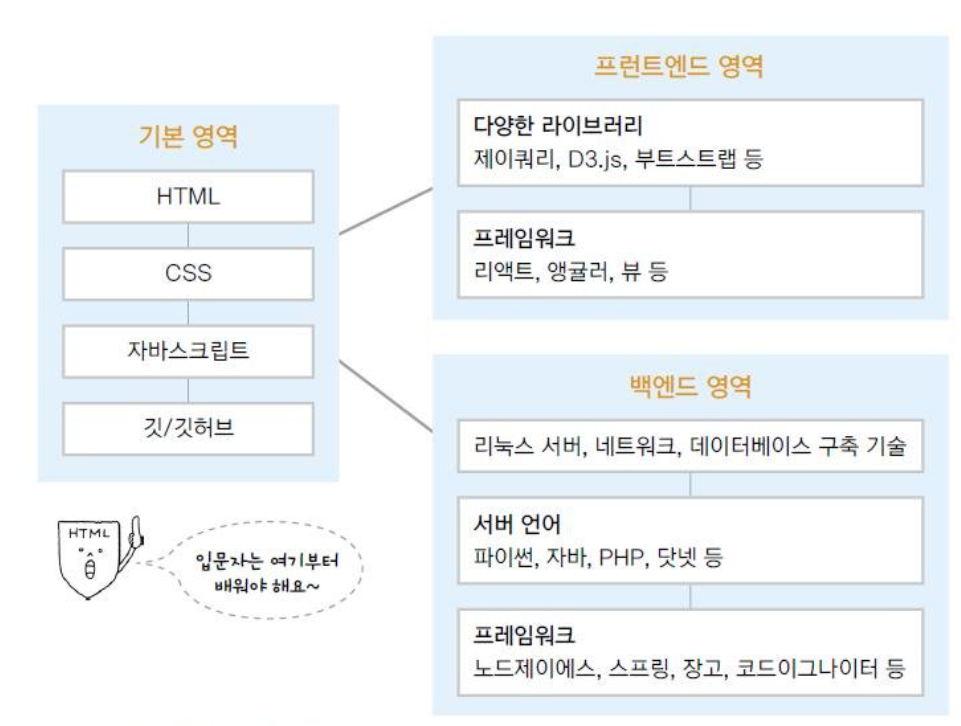 기본 영역
HTML
CSS
자바스크립트
깃/깃허브
HTML
입문자는 여기부터
배워야 해요~
프런트엔드 영역
다양한 라이브러리
제이쿼리, D3.js, 부트스트랩 등
프레임워크
리액트, 앵귤러, 뷰 등
백엔드 영역
리눅스 서버, 네트워크, 데이터베이스 구축 기술
서버 언어
파이썬, 자바, PHP, 닷넷 등
프레임워크
노드제이에스, 스프링, 장고, 코드이그나이터 등